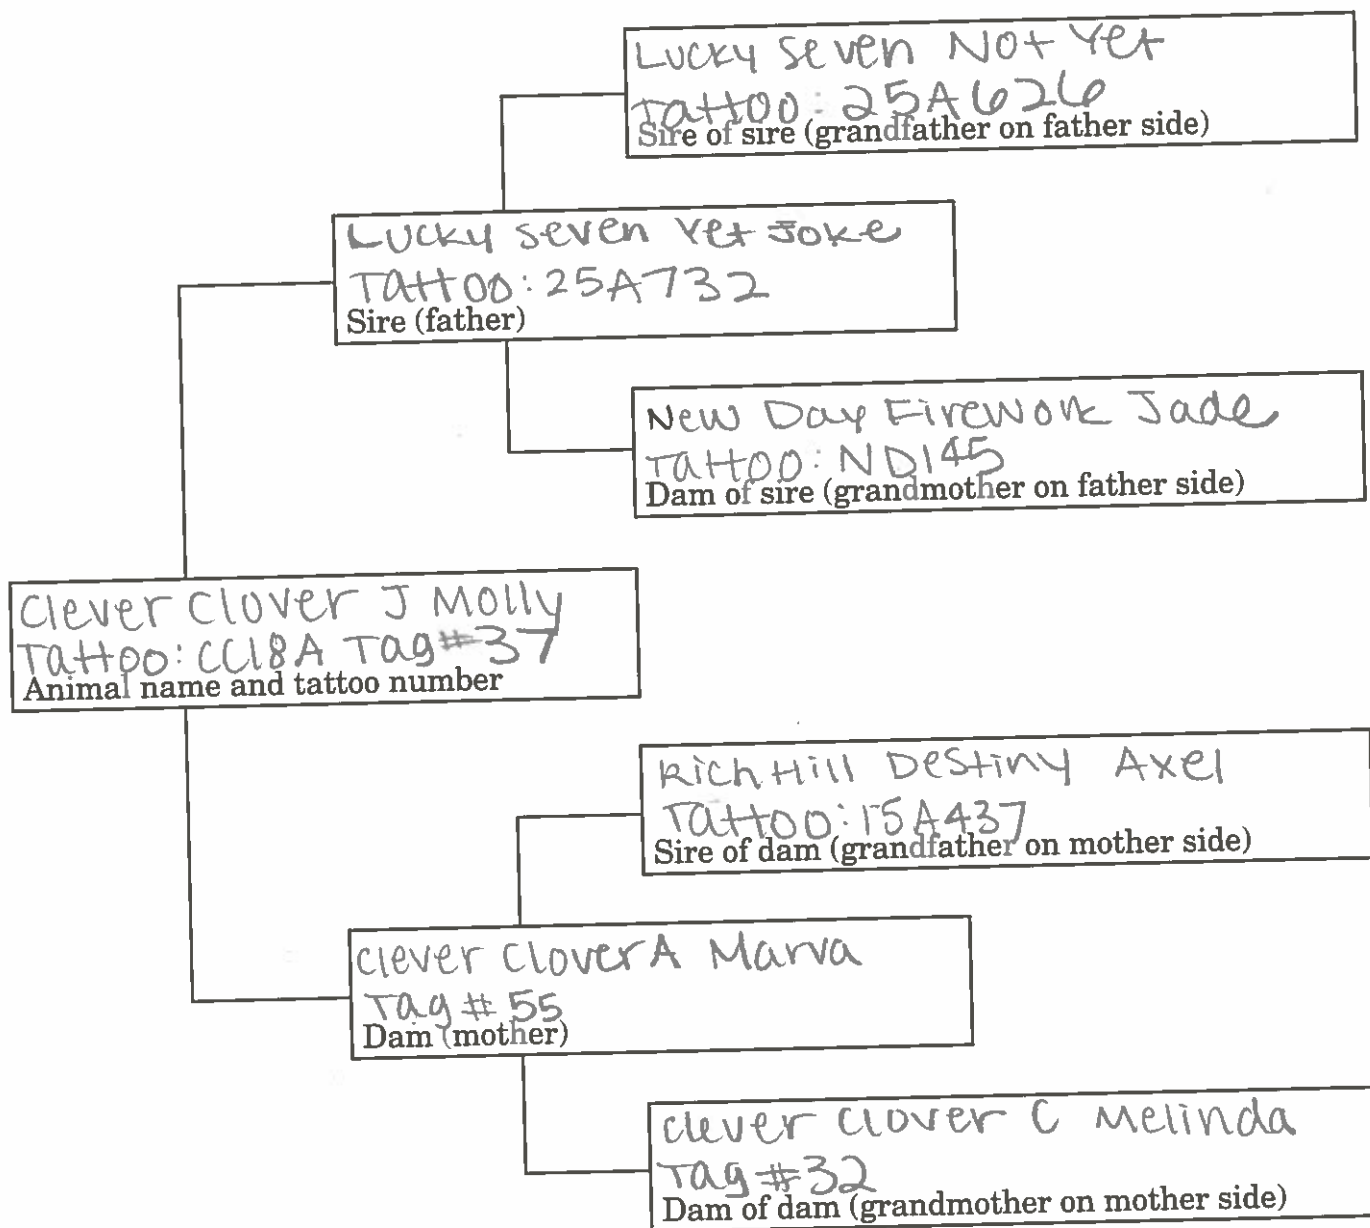 Lucky Seven Not Yet
Tattoo: 25A626
Sire of sire (grandfather on father side)
Lucky Seven Yet Joke
Tattoo: 25A732
Sire (father)
New Day Firework Jade
Tattoo: ND145
Dam of sire (grandmother on father side)
Clever Clover J Molly
Tattoo: CC18A Tag #37
Animal name and tattoo number
Rich Hill Destiny Axel
Tattoo: 15A437
Sire of dam (grandfather on mother side)
Clever Clover A Marva
Tag # 55
Dam (mother)
Clever Clover C Melinda
Tag #32
Dam of dam (grandmother on mother side)